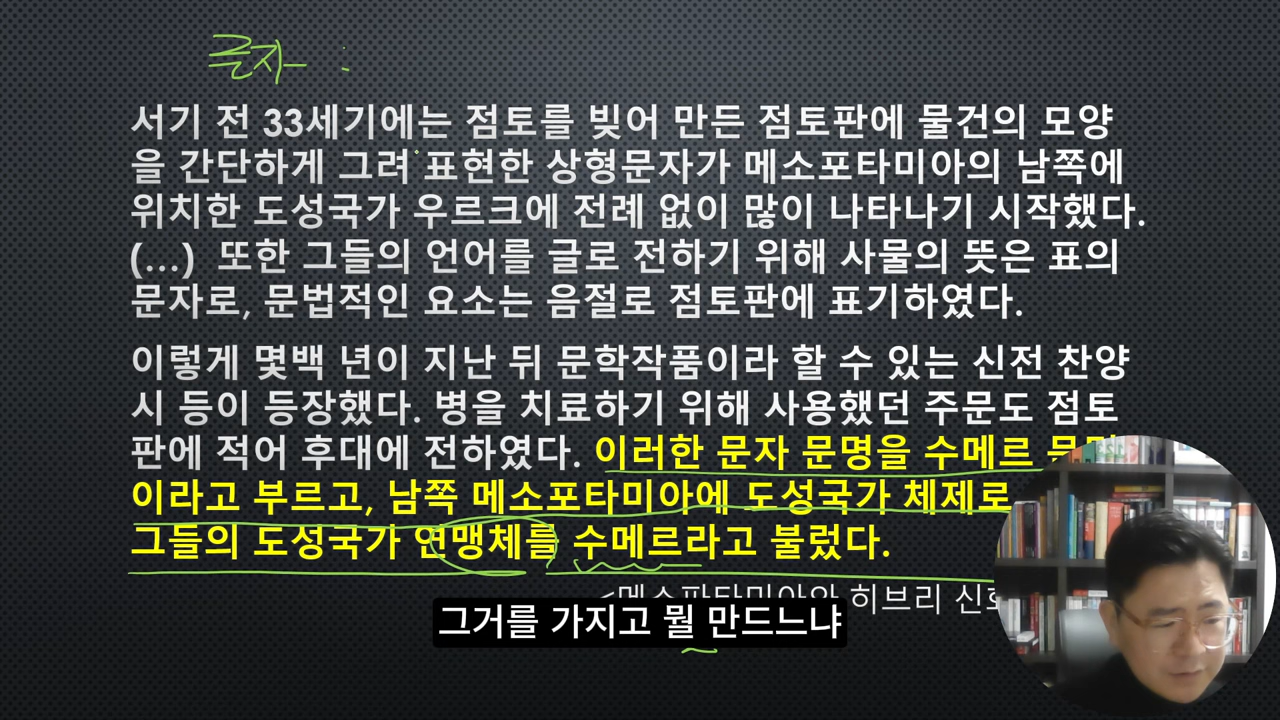 글자 :
서기 전 33세기에는 점토를 빚어 만든 점토판에 물건의 모양
을 간단하게 그려 표현한 상형문자가 메소포타미아의 남쪽에
위치한 도성국가 우르크에 전례 없이 많이 나타나기 시작했다.
(…) 또한 그들의 언어를 글로 전하기 위해 사물의 뜻은 표의
문자로, 문법적인 요소는 음절로 점토판에 표기하였다.
이렇게 몇백 년이 지난 뒤 문학작품이라 할 수 있는 신전 찬양
시 등이 등장했다. 병을 치료하기 위해 사용했던 주문도 점토
판에 적어 후대에 전하였다. 이러한 문자 문명을 수메르
이라고 부르고, 남쪽 메소포타미아에 도성국가 체제로
그들의 도성국가 연맹체를 수메르라고 불렀다.
히브리
그거를 가지고 뭘 만드느냐